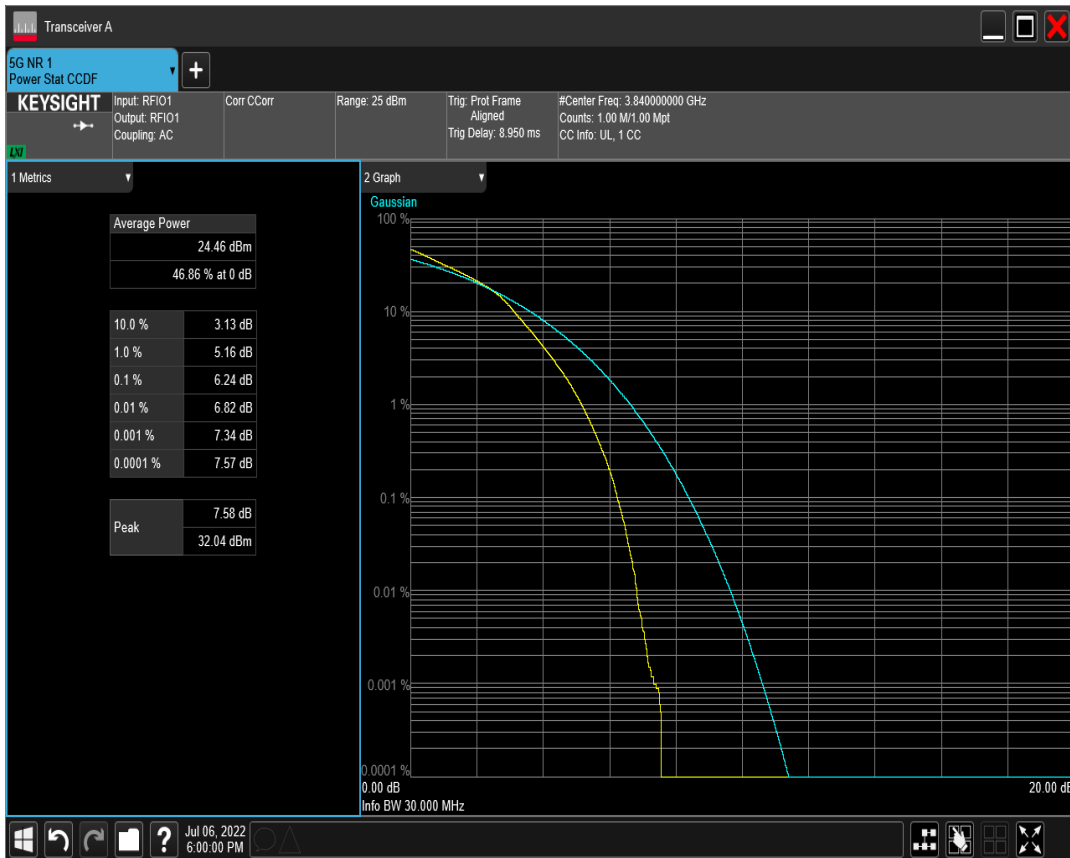 Transceiver A
5G NR 1
Power Stat CCDF
KEYSIGHT
LXI
Input: RFIO1
Output: RFIO1
Coupling: AC
Corr CCorr
Range: 25 dBm
Trig: Prot Frame
Aligned
Trig Delay: 8.950 ms
#Center Freq: 3.840000000 GHz
Counts: 1.00 M/1.00 Mpt
CC Info: UL, 1 CC
1 Metrics
Average Power
24.46 dBm
46.86 % at 0 dB
10.0 % 3.13 dB
1.0 % 5.16 dB
0.1 % 6.24 dB
0.01 % 6.82 dB
0.001 % 7.34 dB
0.0001 % 7.57 dB
Peak 7.58 dB
32.04 dBm
2 Graph
Gaussian
100 %
10 %
1 %
0.1 %
0.01 %
0.001 %
0.0001 %
0.00 dB 20.00 dB
Info BW 30.000 MHz
?
Jul 06, 2022
6:00:00 PM